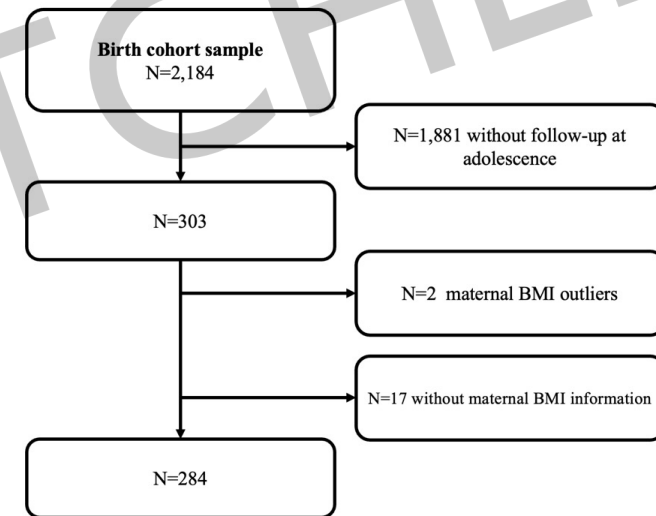 Birth cohort sample
N=2,184
N=1,881 without follow-up at
adolescence
N=303
N=2 maternal BMI outliers
N=17 without maternal BMI information
N=284